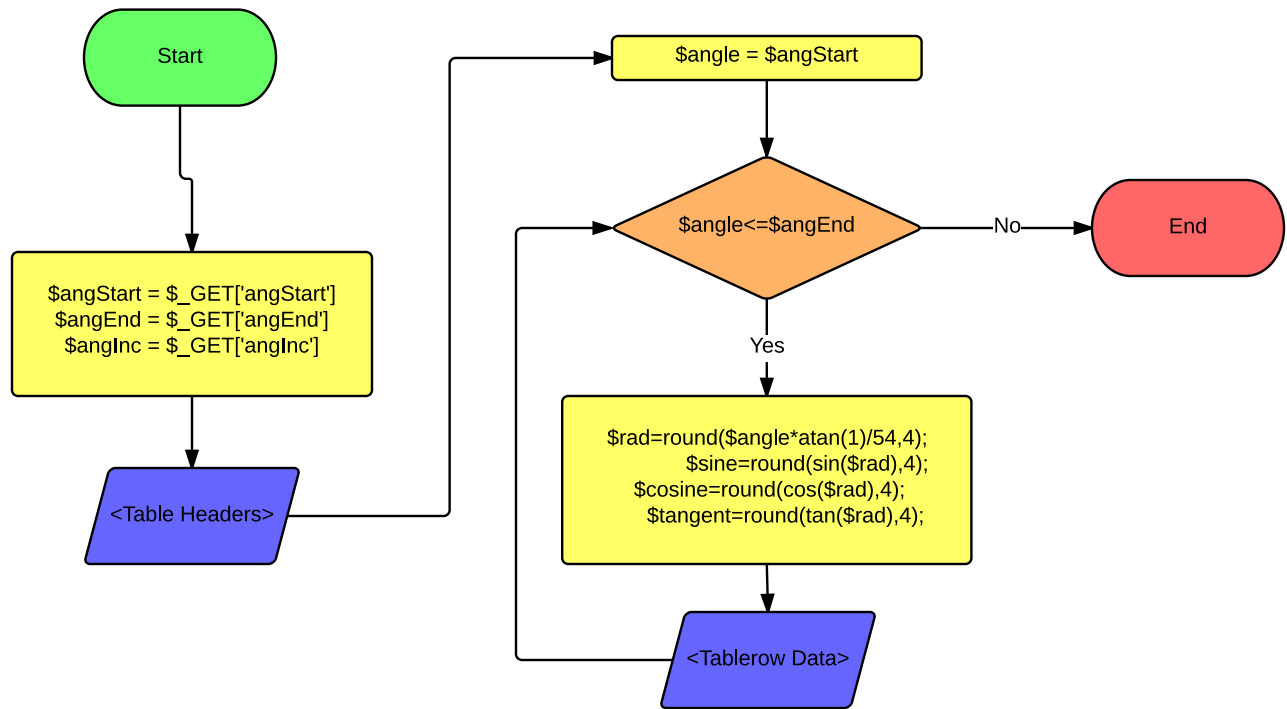 Start
$angStart = $_GET['angStart']
$angEnd = $_GET['angEnd']
$angInc = $_GET['angInc']
<Table Headers>
$angle = $angStart
$angle<=$angEnd
No
End
Yes
$rad=round($angle*atan(1)/54,4);
$sine=round(sin($rad),4);
$cosine=round(cos($rad),4);
$tangent=round(tan($rad),4);
<Tablerow Data>